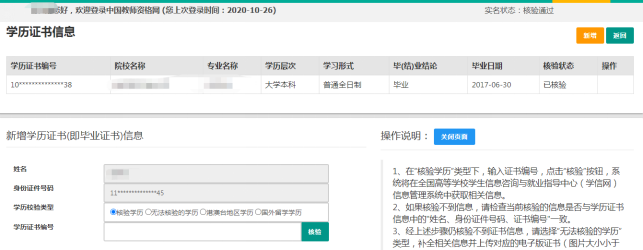 好，欢迎登录中国教师资格网 (您上次登录时间：2020-10-26) 实名状态：核验通过
学历证书信息 新增 返回
学历证书编号 院校名称 专业名称 学历层次 学习形式 毕(结)业结论 毕业日期 核验状态 操作
10**************38 大学本科 普通全日制 毕业 2017-06-30 已核验
新增学历证书(即毕业证书)信息
操作说明： 关闭页面
姓名
身份证件号码 11**************45
学历校验类型 核验学历 无法核验的学历 港澳台地区学历 国外留学学历
学历证书编号
核验
1、在"核验学历"类型下，输入证书编号，点击"核验"按钮，系
统将在全国高等学校学生信息咨询与就业指导中心（学信网）
信息管理系统中获取相关信息。
2、如果核验不到信息，请检查当前核验的信息是否与学历证书
信息中的"姓名、身份证件号码、证书编号"一致。
3、经上述步骤仍核验不到证书信息，请选择"无法核验的学历"
类型，补全相关信息并上传对应的电子版证书（图片大小小于